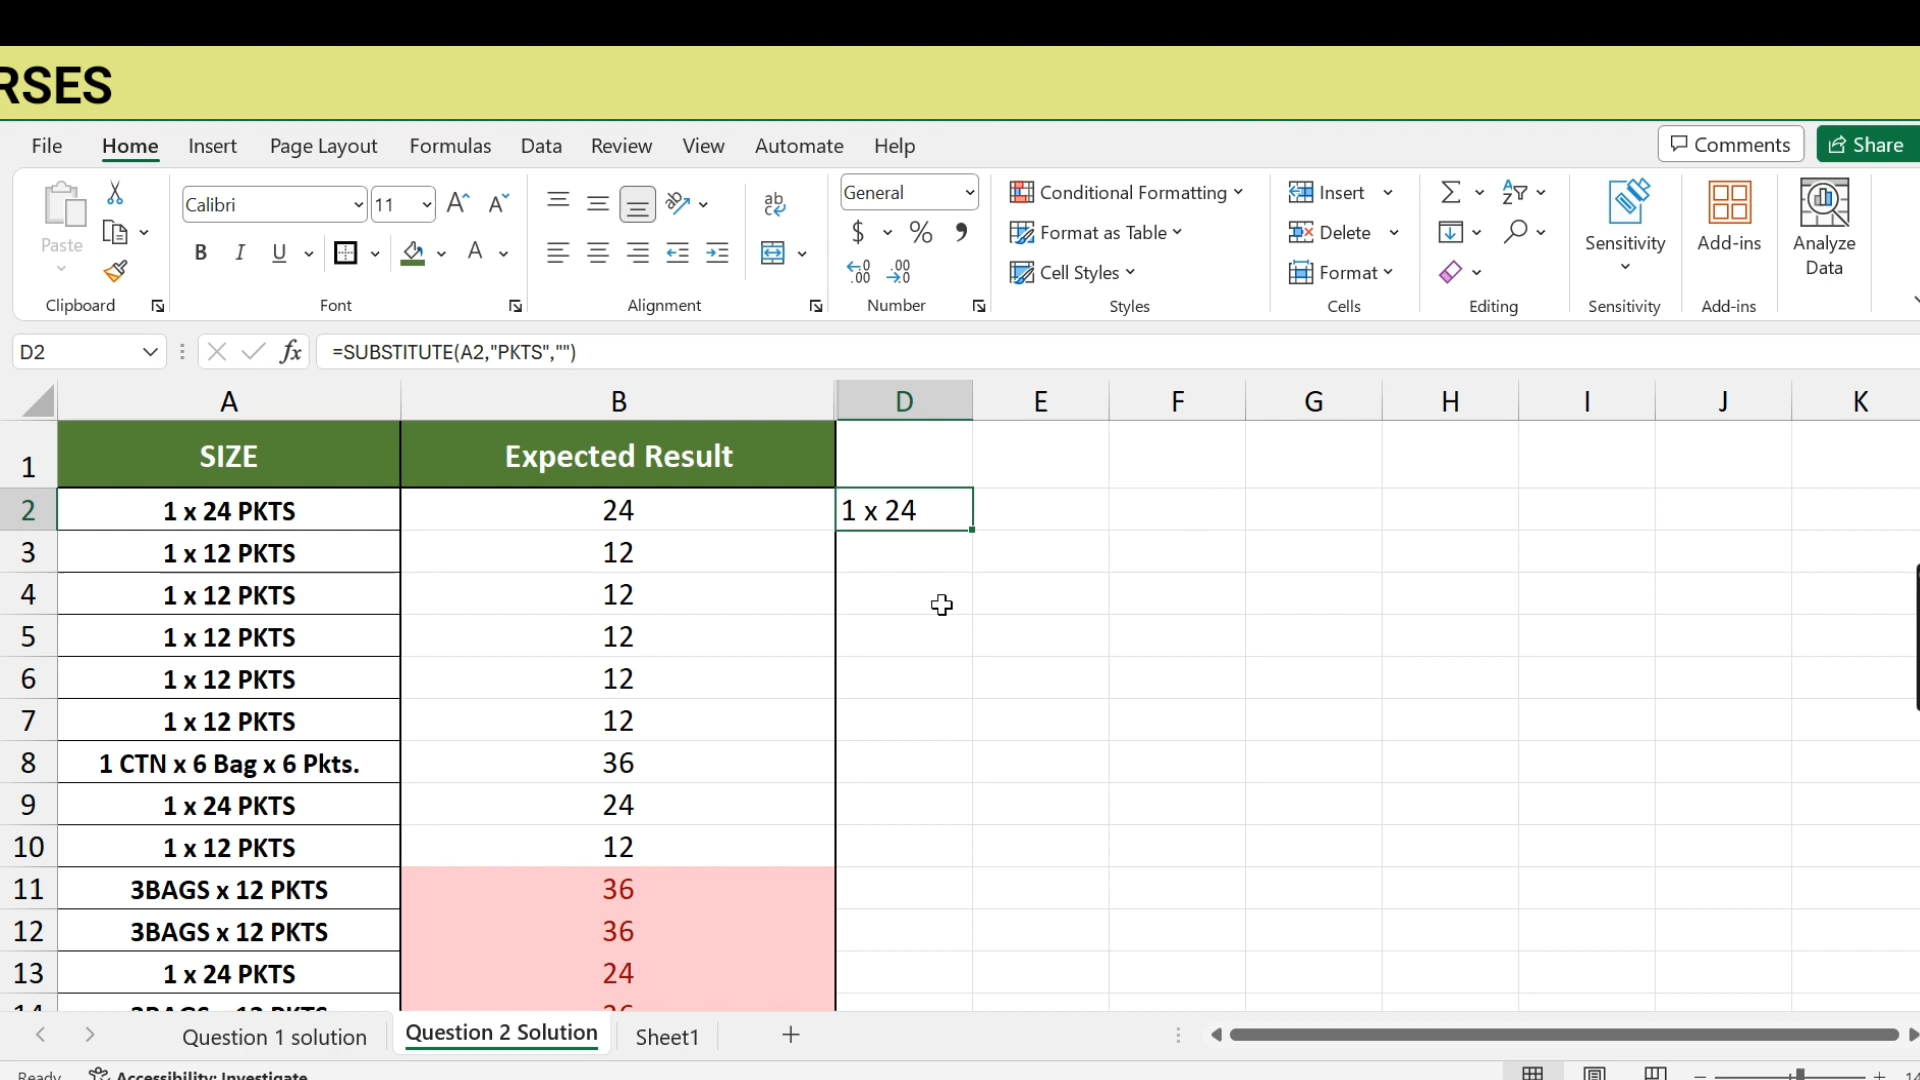 RSES
File Home Insert Page Layout Formulas Data Review View Automate Help Comments Share
Paste
Clipboard
Calibri 11
B I U A
Font
ab
Alignment
General
$ % 9
.00
Number
Conditional Formatting
Format as Table
Cell Styles
Styles
Insert
Delete
Format
Cells
Editing
Sensitivity
Sensitivity
Add-ins
Add-ins
Analyze
Data
D2 fx =SUBSTITUTE(A2,"PKTS","")
A B D E F G H I J K
1 SIZE Expected Result
2 1 x 24 PKTS 24 1 x 24
3 1 x 12 PKTS 12
4 1 x 12 PKTS 12
5 1 x 12 PKTS 12
6 1 x 12 PKTS 12
7 1 x 12 PKTS 12
8 1 CTN x 6 Bag x 6 Pkts. 36
9 1 x 24 PKTS 24
10 1 x 12 PKTS 12
11 3BAGS x 12 PKTS 36
12 3BAGS x 12 PKTS 36
13 1 x 24 PKTS 24
14 3BAGS x 12 PKTS 36
Question 1 solution Question 2 Solution Sheet1 +
Ready Accessibility: Investigate